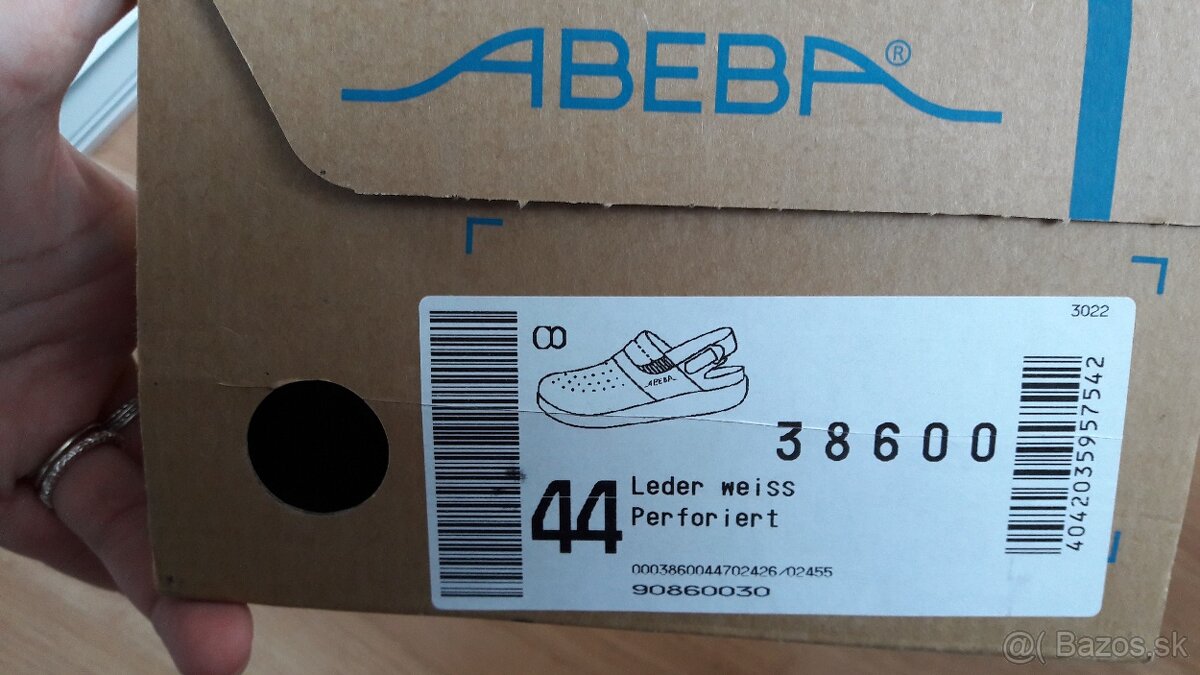 ABEBA®
3022
ABEBA
38600
44
Leder weiss
Perforiert
0003860044702426/02455
90860030
4042035957542
@( Bazos.sk